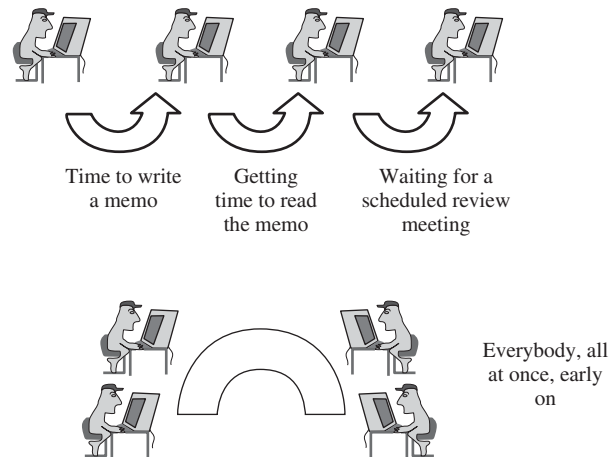 Time to write
a memo
Getting
time to read
the memo
Waiting for a
scheduled review
meeting
Everybody, all
at once, early
on